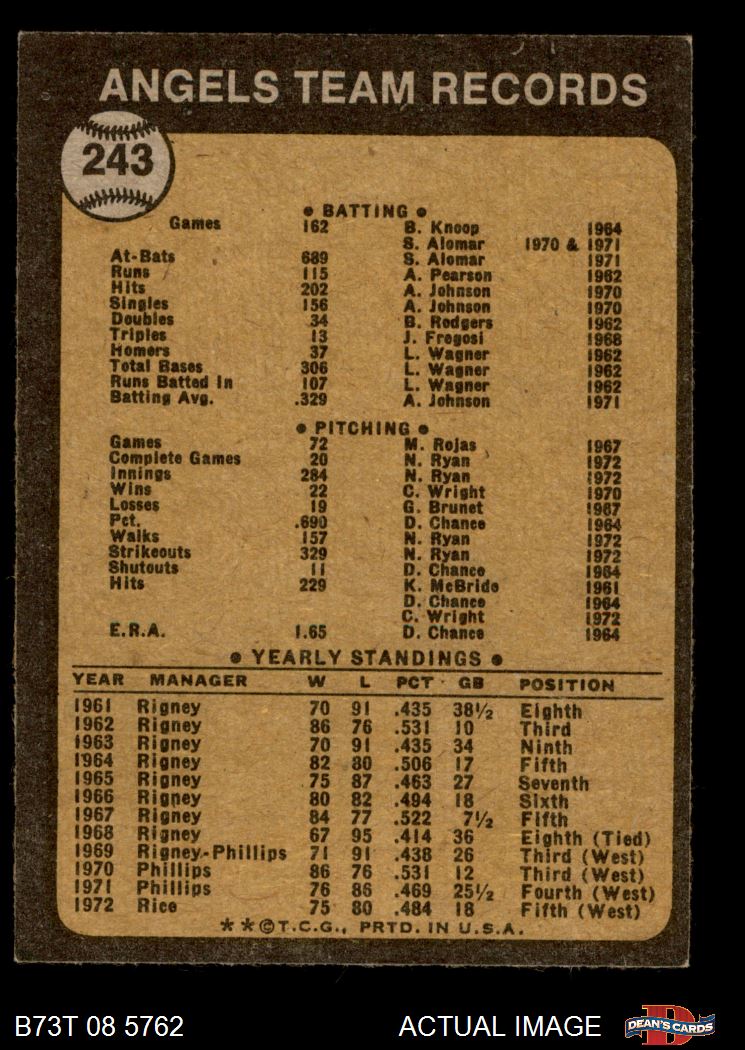 ANGELS TEAM RECORDS
243
• BATTING •
Games 162 B. Knoop 1964
S. Alomar 1970 & 1971
At-Bats 689 S. Alomar 1971
Runs 115 A. Pearson 1962
Hits 202 A. Johnson 1970
Singles 156 A. Johnson 1970
Doubles 34 B. Rodgers 1962
Triples 13 J. Fregosi 1968
Homers 37 L. Wagner 1962
Total Bases 306 L. Wagner 1962
Runs Batted In 107 L. Wagner 1962
Batting Avg. .329 A. Johnson 1971
• PITCHING •
Games 72 M. Rojas 1967
Complete Games 20 N. Ryan 1972
Innings 284 N. Ryan 1972
Wins 22 C. Wright 1970
Losses 19 G. Brunet 1967
Pct. .690 D. Chance 1964
Walks 157 N. Ryan 1972
Strikeouts 329 N. Ryan 1972
Shutouts 11 D. Chance 1964
Hits 229 K. McBride 1961
D. Chance 1964
C. Wright 1972
E.R.A. 1.65 D. Chance 1964
• YEARLY STANDINGS •
YEAR MANAGER W L PCT GB POSITION
1961 Rigney 70 91 .435 38½ Eighth
1962 Rigney 86 76 .531 10 Third
1963 Rigney 70 91 .435 34 Ninth
1964 Rigney 82 80 .506 17 Fifth
1965 Rigney 75 87 .463 27 Seventh
1966 Rigney 80 82 .494 18 Sixth
1967 Rigney 84 77 .522 7½ Fifth
1968 Rigney 67 95 .414 36 Eighth (Tied)
1969 Rigney-Phillips 71 91 .438 26 Third (West)
1970 Phillips 86 76 .531 12 Third (West)
1971 Phillips 76 86 .469 25½ Fourth (West)
1972 Rice 75 80 .484 18 Fifth (West)
**©T.C.G., PRTD. IN U.S.A.
B73T 08 5762 ACTUAL IMAGE
D
DEAN'S CARDS